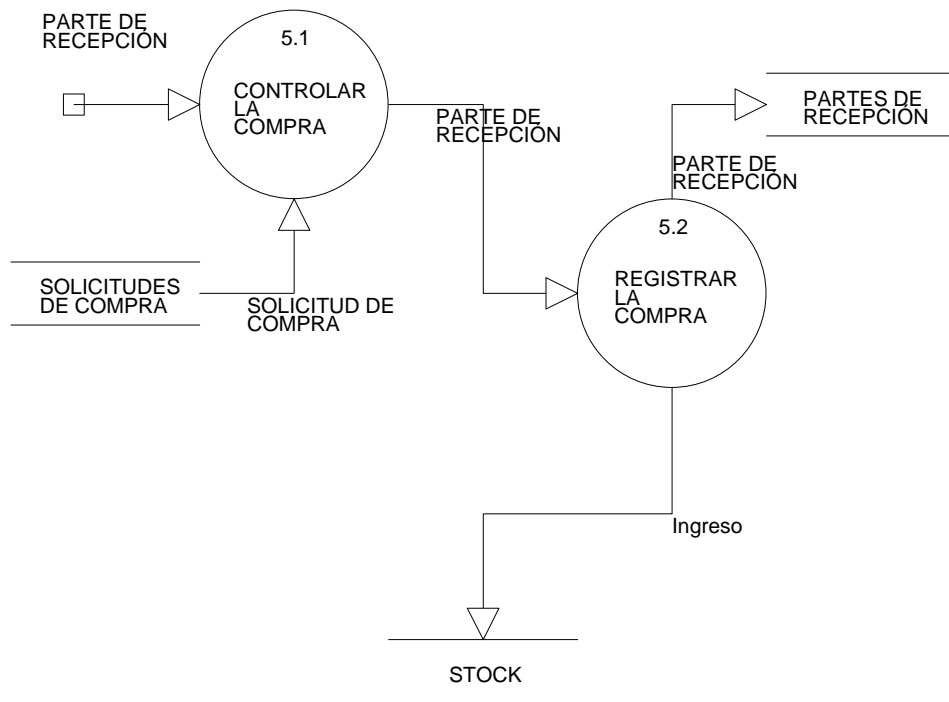 PARTE DE
RECEPCIÓN
5.1
CONTROLAR
LA
COMPRA
PARTE DE
RECEPCIÓN
PARTES DE
RECEPCIÓN
PARTE DE
RECEPCIÓN
5.2
REGISTRAR
LA
COMPRA
SOLICITUDES
DE COMPRA
SOLICITUD DE
COMPRA
Ingreso
STOCK